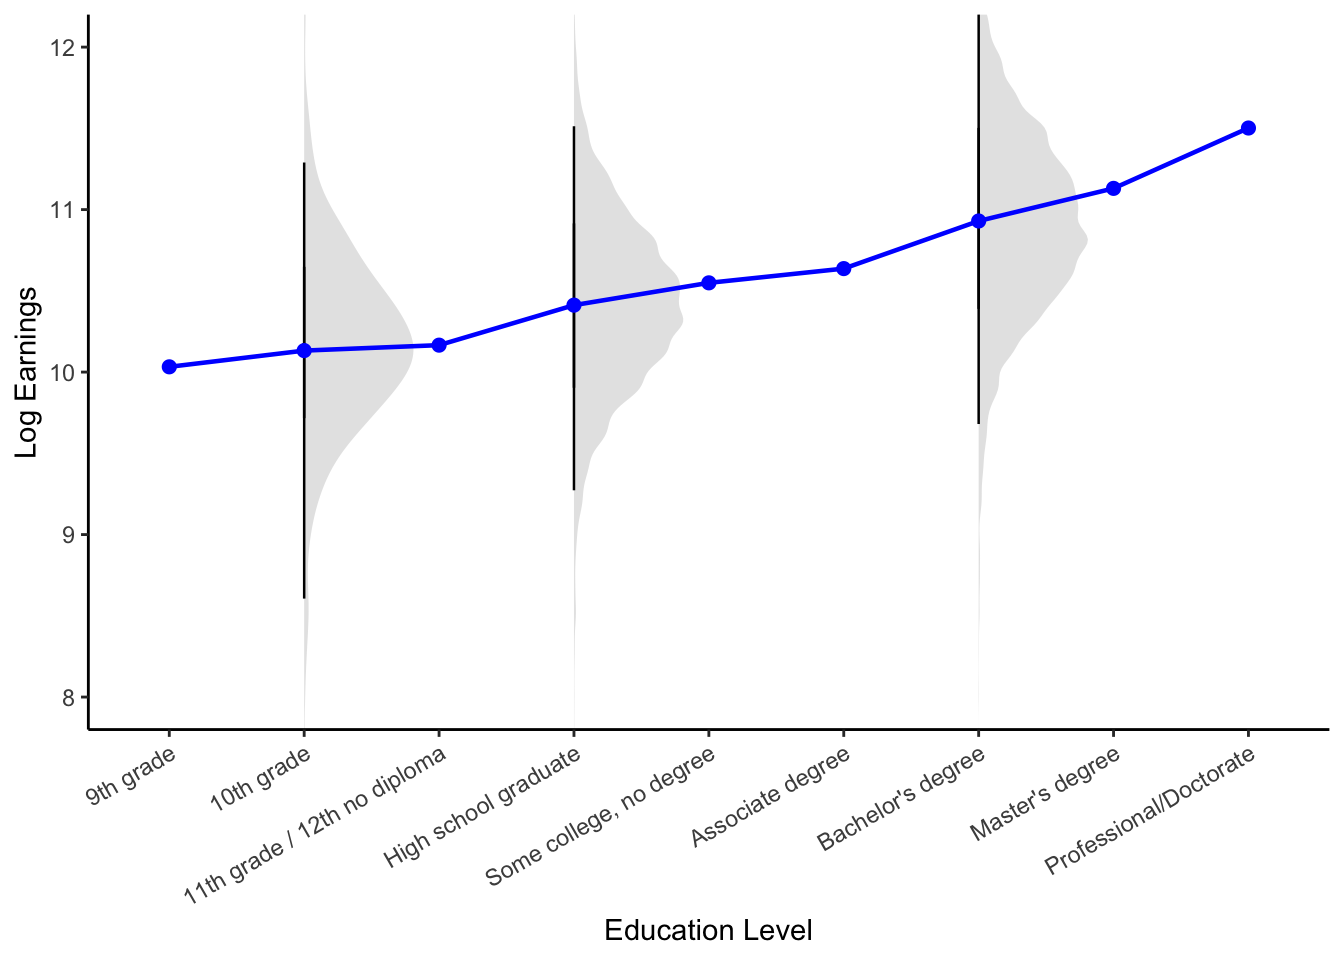 12
11
10
9
8
Log Earnings
9th grade
10th grade
11th grade / 12th no diploma
High school graduate
Some college, no degree
Associate degree
Bachelor's degree
Master's degree
Professional/Doctorate
Education Level